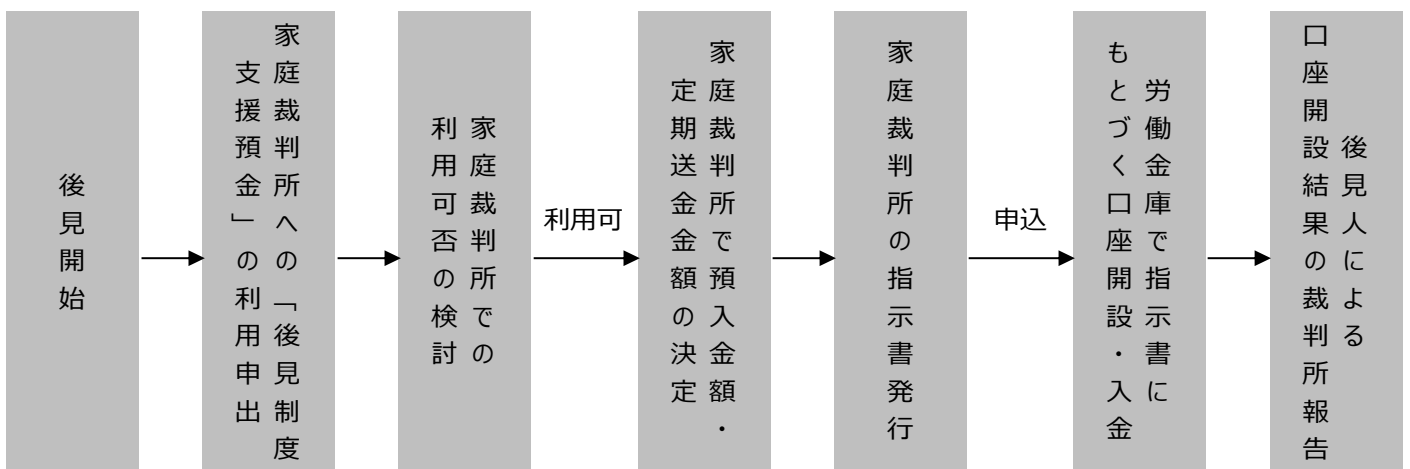 後見開始
家庭裁判所への「後見制度
支援預金」の利用申出
家庭裁判所での
利用可否の検討
利用可
家庭裁判所で預入金額・
定期送金金額の決定
家庭裁判所の指示書発行
申込
労働金庫で指示書に
もとづく口座開設・入金
後見人による
口座開設結果の裁判所報告